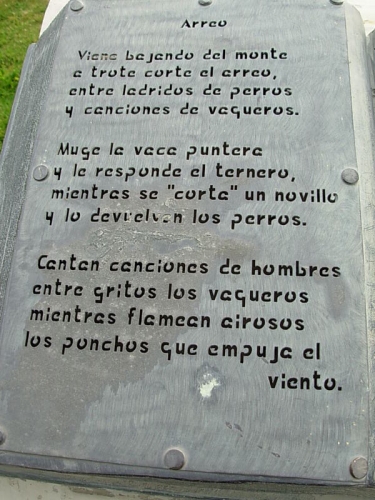 Arreo
Viene bajando del monte
a trote corte el arreo,
entre ladridos de perros
y canciones de vaqueros.
Muge la vaca puntera
y le responde el ternero,
mientras se "corta" un novillo
y lo devuelven los perros.
Cantan canciones de hombres
entre gritos los vaqueros
mientras flamean airosos
los ponchos que empuja el
viento.